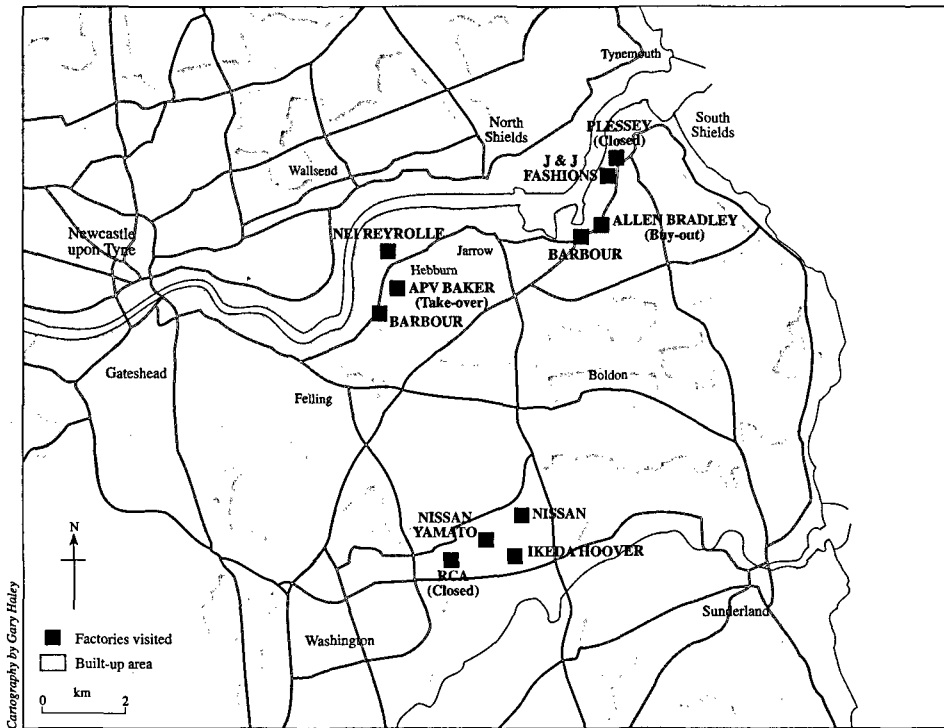 Tynemouth
South
Shields
North
Shields
PLESSEY
(Closed)
Wallsend
J & J
FASHIONS
Newcastle
upon Tyne
NEI REYROLLE
ALLEN BRADLEY
(Buy-out)
Jarrow
BARBOUR
Hebburn
APV BAKER
(Take-over)
BARBOUR
Gateshead
Felling
Boldon
NISSAN
YAMATO
NISSAN
IKEDA HOOVER
RCA
(Closed)
Sunderland
Washington
N
Factories visited
Built-up area
km
0 2
Cartography by Gary Haley